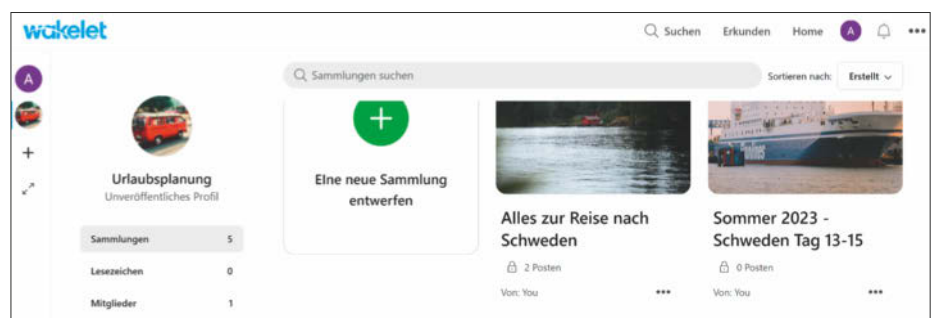 wakelet
Suchen Erkunden Home A
A
Sammlungen suchen
Sortieren nach: Erstellt
Urlaubsplanung
Unveröffentliches Profil
Sammlungen 5
Lesezeichen 0
Mitglieder 1
EIne neue Sammlung
entwerfen
Alles zur Reise nach
Schweden
2 Posten
Von: You
Sommer 2023 -
Schweden Tag 13-15
0 Posten
Von: You